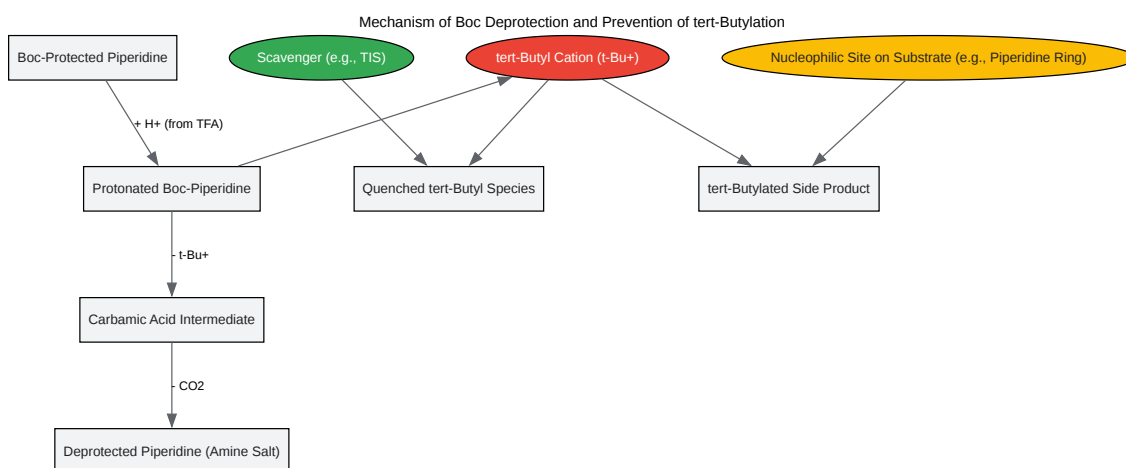 Mechanism of Boc Deprotection and Prevention of tert-Butylation
Boc-Protected Piperidine
Scavenger (e.g., TIS)
tert-Butyl Cation (t-Bu+)
Nucleophilic Site on Substrate (e.g., Piperidine Ring)
+ H+ (from TFA)
Protonated Boc-Piperidine
Quenched tert-Butyl Species
tert-Butylated Side Product
- t-Bu+
Carbamic Acid Intermediate
- CO2
Deprotected Piperidine (Amine Salt)